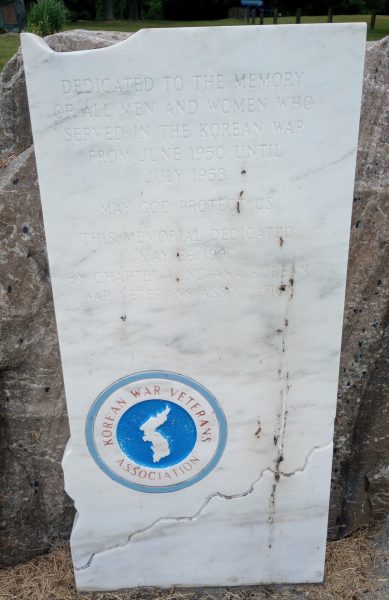 DEDICATED TO THE MEMORY
OF ALL MEN AND WOMEN WHO
SERVED IN THE KOREAN WAR
FROM JUNE 1950 UNTIL
JULY 1953.
MAY GOD PROTECT US.
THIS MEMORIAL DEDICATED
MAY 26, 1990
BY CHAPTER INDIANA KOREAN
WAR VETERANS ASSOCIATION
KOREAN WAR VETERANS
ASSOCIATION